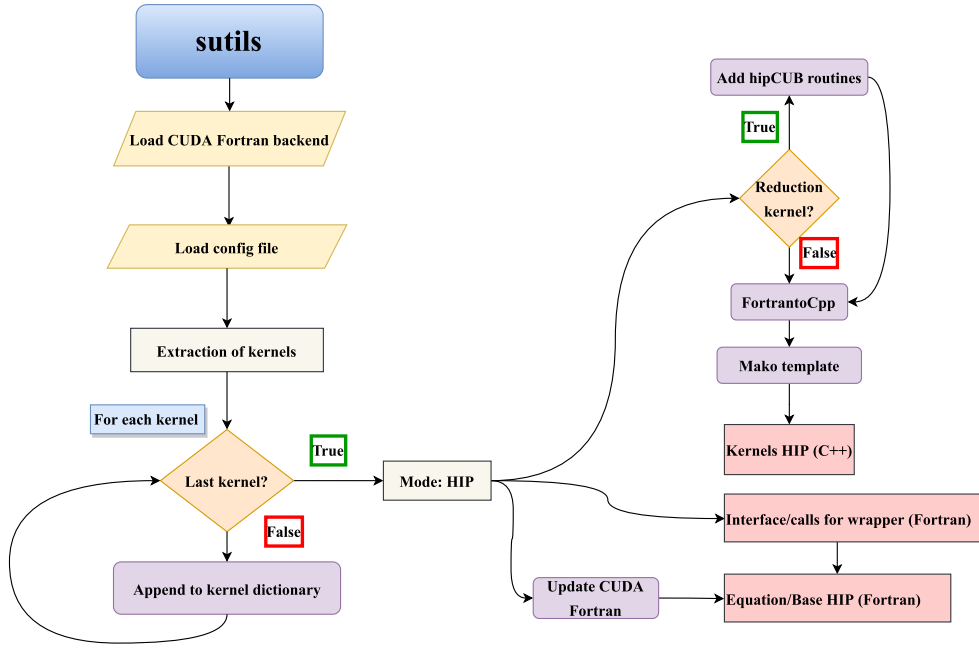 sutils
Load CUDA Fortran backend
Load config file
Extraction of kernels
For each kernel
Last kernel?
True
False
Append to kernel dictionary
Mode: HIP
Add hipCUB routines
True
Reduction
kernel?
False
FortrantoCpp
Mako template
Kernels HIP (C++)
Interface/calls for wrapper (Fortran)
Update CUDA
Fortran
Equation/Base HIP (Fortran)